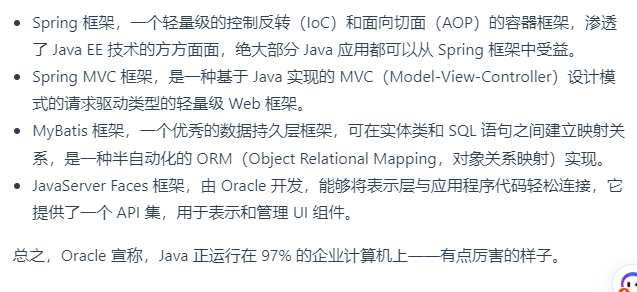 • Spring 框架，一个轻量级的控制反转（IoC）和面向切面（AOP）的容器框架，渗透
了 Java EE 技术的方方面面，绝大部分 Java 应用都可以从 Spring 框架中受益。
• Spring MVC 框架，是一种基于 Java 实现的 MVC（Model-View-Controller）设计模
式的请求驱动类型的轻量级 Web 框架。
• MyBatis 框架，一个优秀的数据持久层框架，可在实体类和 SQL 语句之间建立映射关
系，是一种半自动化的 ORM（Object Relational Mapping，对象关系映射）实现。
• JavaServer Faces 框架，由 Oracle 开发，能够将表示层与应用程序代码轻松连接，它
提供了一个 API 集，用于表示和管理 UI 组件。
总之，Oracle 宣称，Java 正运行在 97% 的企业计算机上——有点厉害的样子。